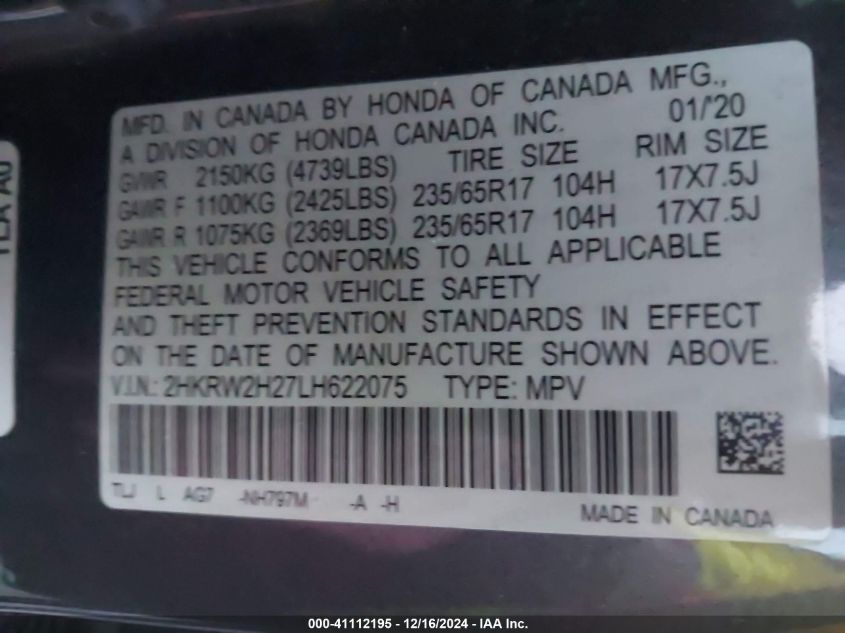 MFD. IN CANADA BY HONDA OF CANADA MFG.,
A DIVISION OF HONDA CANADA INC. 01/'20
GVWR 2150KG (4739LBS) TIRE SIZE RIM SIZE
GAWR F 1100KG (2425LBS) 235/65R17 104H 17X7.5J
GAWR R 1075KG (2369LBS) 235/65R17 104H 17X7.5J
THIS VEHICLE CONFORMS TO ALL APPLICABLE
FEDERAL MOTOR VEHICLE SAFETY
AND THEFT PREVENTION STANDARDS IN EFFECT
ON THE DATE OF MANUFACTURE SHOWN ABOVE.
V.I.N.: 2HKRW2H27LH622075 TYPE: MPV
TLJ L AG7 -NH797M -A -H
MADE IN CANADA
000-41112195 - 12/16/2024 - IAA Inc.